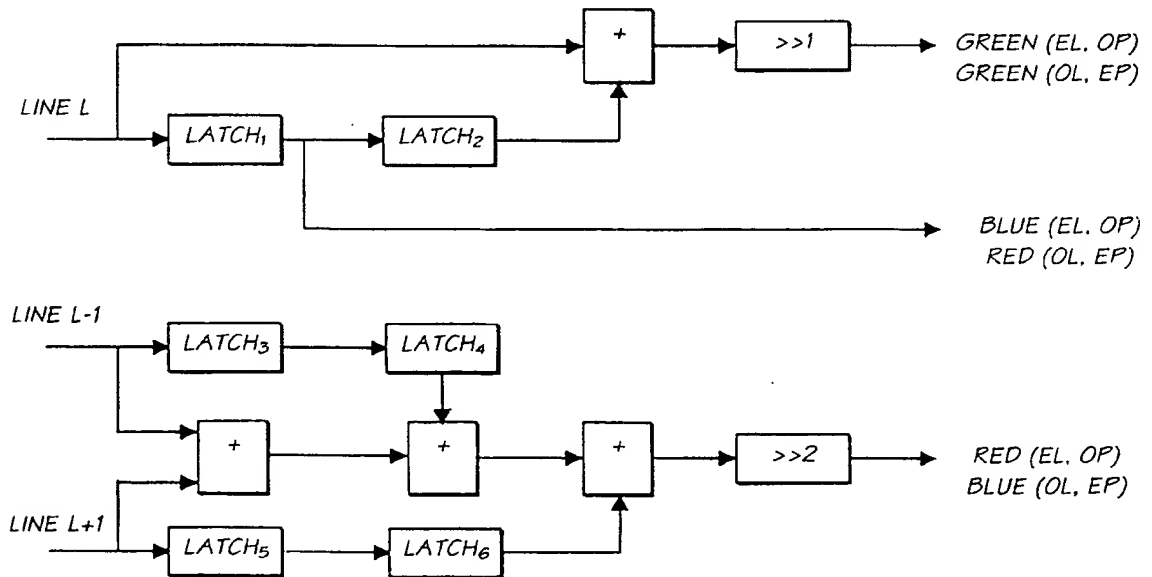 +
>>1
GREEN (EL, OP)
GREEN (OL, EP)
LINE L
LATCH₁
LATCH₂
BLUE (EL, OP)
RED (OL, EP)
LINE L-1
LATCH₃
LATCH₄
+
+
+
>>2
RED (EL, OP)
BLUE (OL, EP)
LINE L+1
LATCH₅
LATCH₆